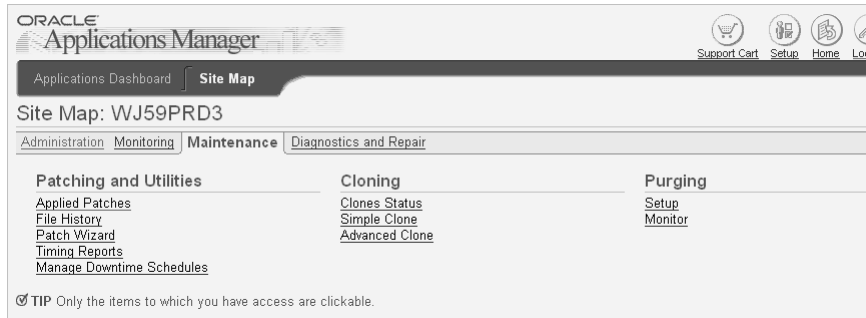 ORACLE
Applications Manager
Support Cart Setup Home
Applications Dashboard Site Map
Site Map: WJ59PRD3
Administration Monitoring Maintenance Diagnostics and Repair
Patching and Utilities Cloning Purging
Applied Patches Clones Status Setup
File History Simple Clone Monitor
Patch Wizard Advanced Clone
Timing Reports
Manage Downtime Schedules
TIP Only the items to which you have access are clickable.